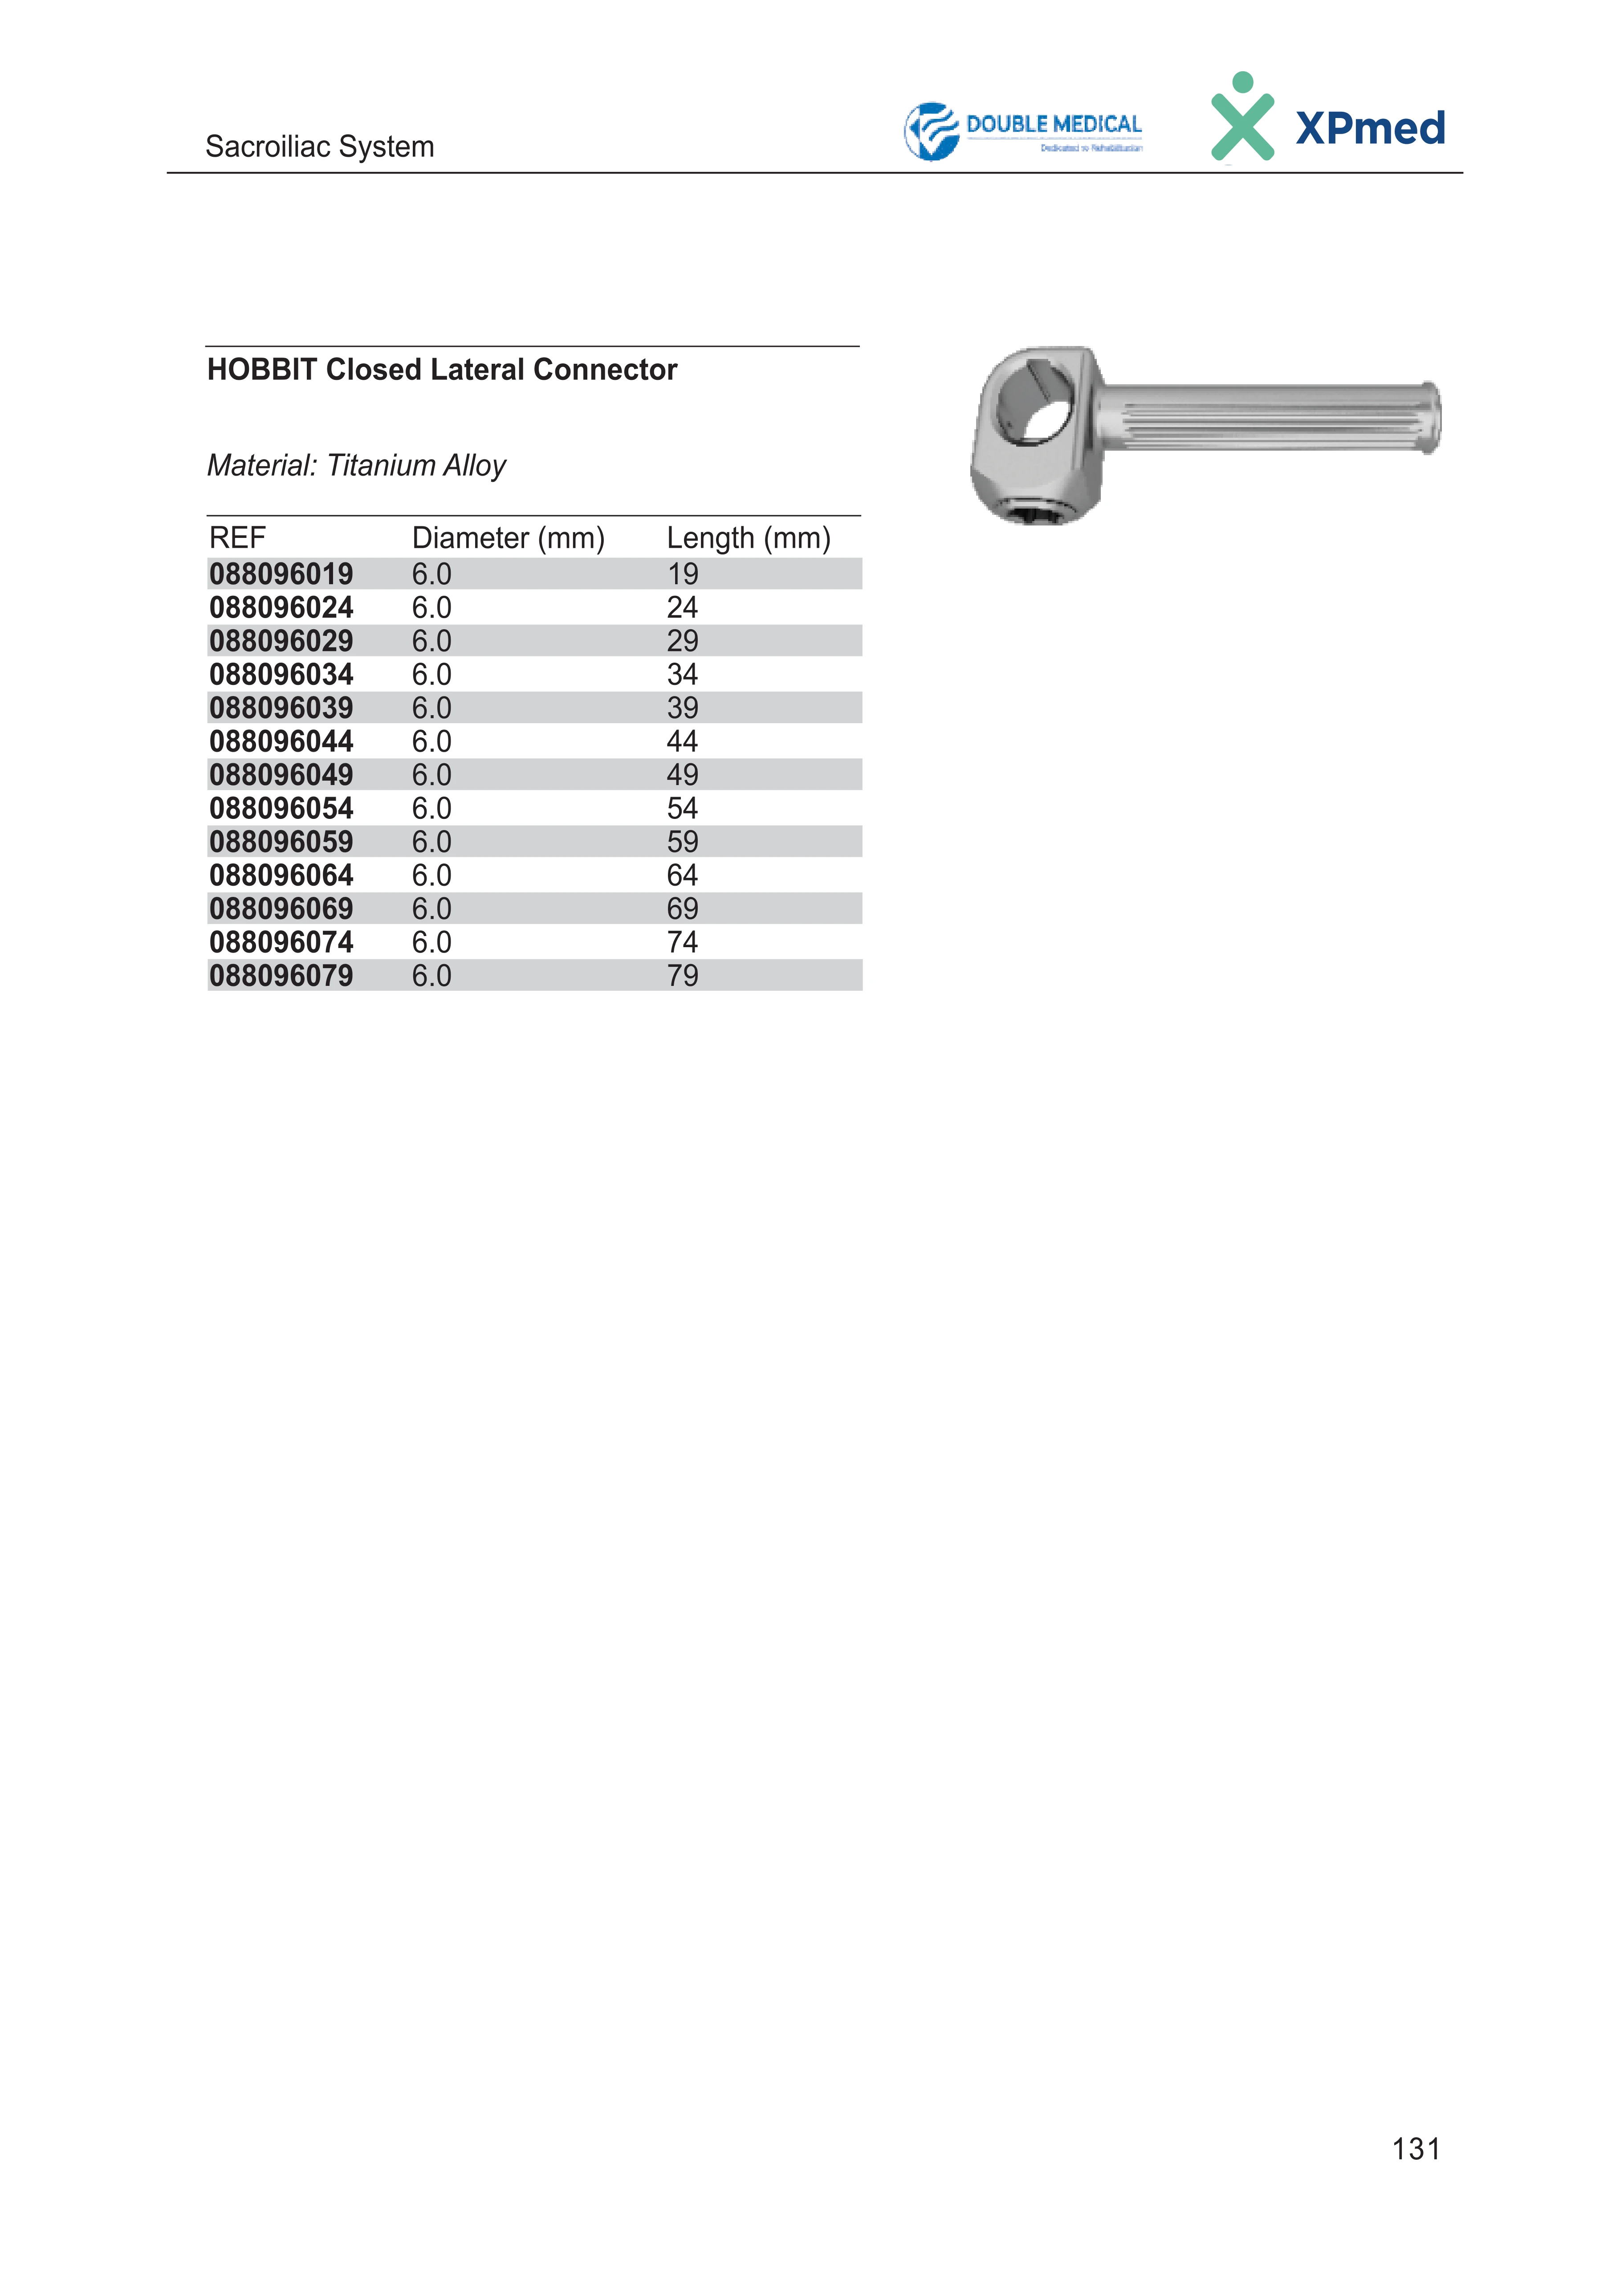 Sacroiliac System
DOUBLE MEDICAL
Dedicated to Rehabilitation
XPmed
HOBBIT Closed Lateral Connector
Material: Titanium Alloy
REF Diameter (mm) Length (mm)
088096019 6.0 19
088096024 6.0 24
088096029 6.0 29
088096034 6.0 34
088096039 6.0 39
088096044 6.0 44
088096049 6.0 49
088096054 6.0 54
088096059 6.0 59
088096064 6.0 64
088096069 6.0 69
088096074 6.0 74
088096079 6.0 79
131